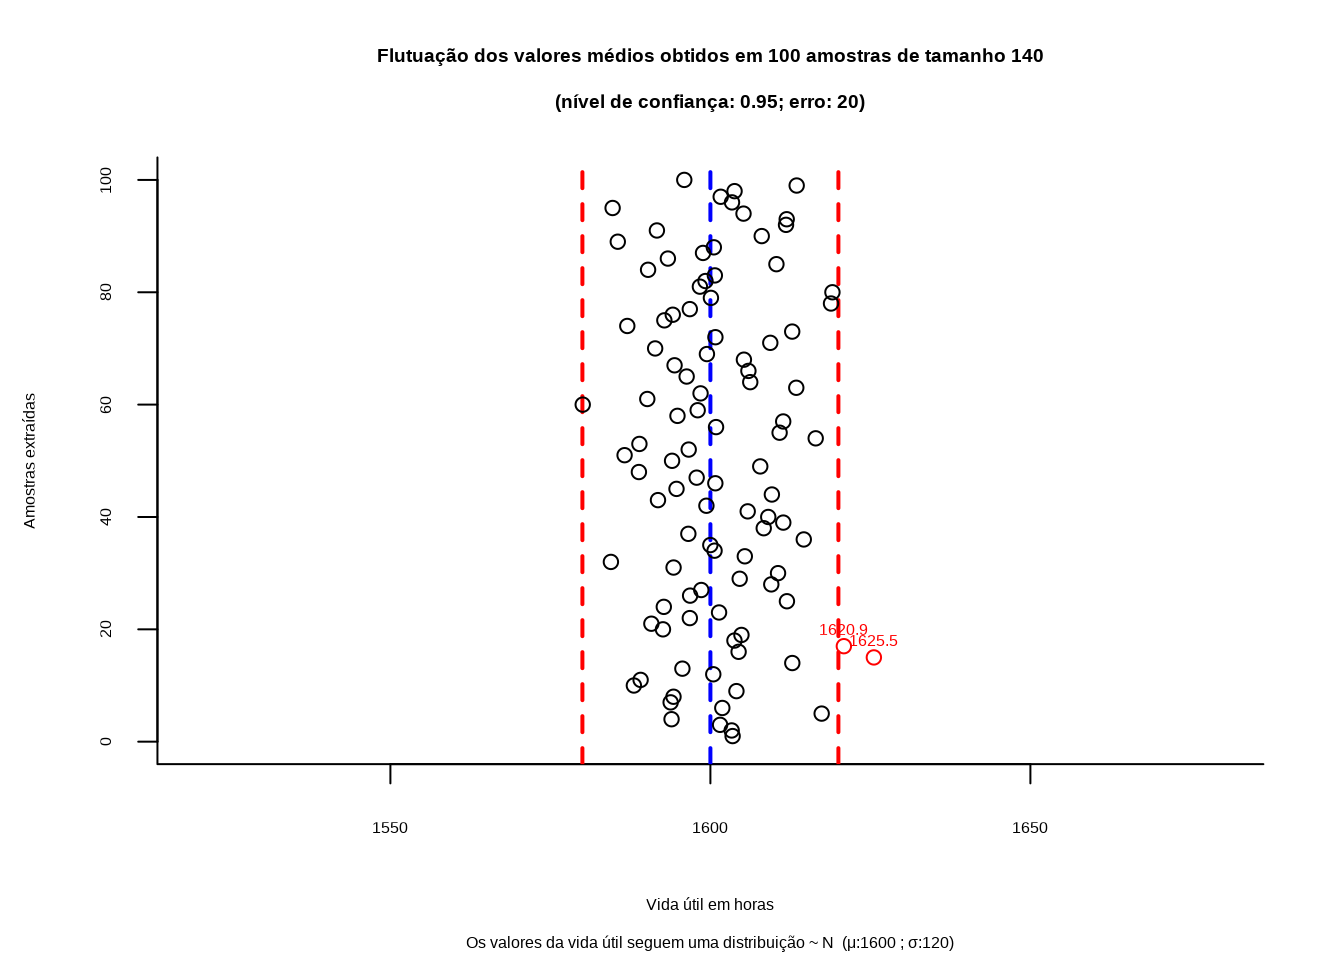 Flutuação dos valores médios obtidos em 100 amostras de tamanho 140
(nível de confiança: 0.95; erro: 20)
Amostras extraídas
100
80
60
40
20
0
1620.9
1625.5
1550
1600
1650
Vida útil em horas
Os valores da vida útil seguem uma distribuição ~ N (μ:1600 ; σ:120)